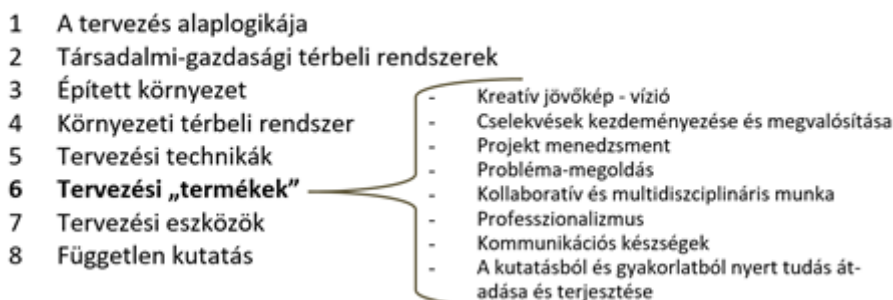 1 A tervezés alaplogikája
2 Társadalmi-gazdasági térbeli rendszerek
3 Épített környezet
4 Környezeti térbeli rendszer
5 Tervezési technikák
6 Tervezési „termékek”
7 Tervezési eszközök
8 Független kutatás
- Kreatív jövőkép - vízió
- Cselekvések kezdeményezése és megvalósítása
- Projekt menedzsment
- Probléma-megoldás
- Kollaboratív és multidiszciplináris munka
- Professzionalizmus
- Kommunikációs készségek
- A kutatásból és gyakorlatból nyert tudás át-
adása és terjesztése